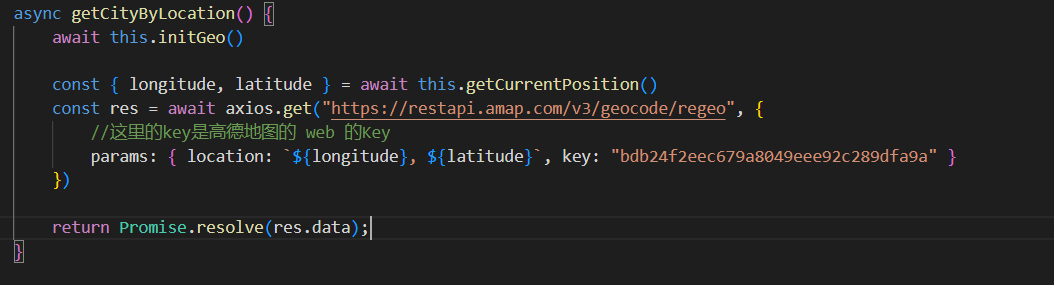 async getCityByLocation() {
await this.initGeo()
const { longitude, latitude } = await this.getCurrentPosition()
const res = await axios.get("https://restapi.amap.com/v3/geocode/regeo", {
//这里的key是高德地图的 web 的Key
params: { location: `${longitude}, ${latitude}`, key: "bdb24f2eec679a8049eee92c289dfa9a" }
})
return Promise.resolve(res.data);
}